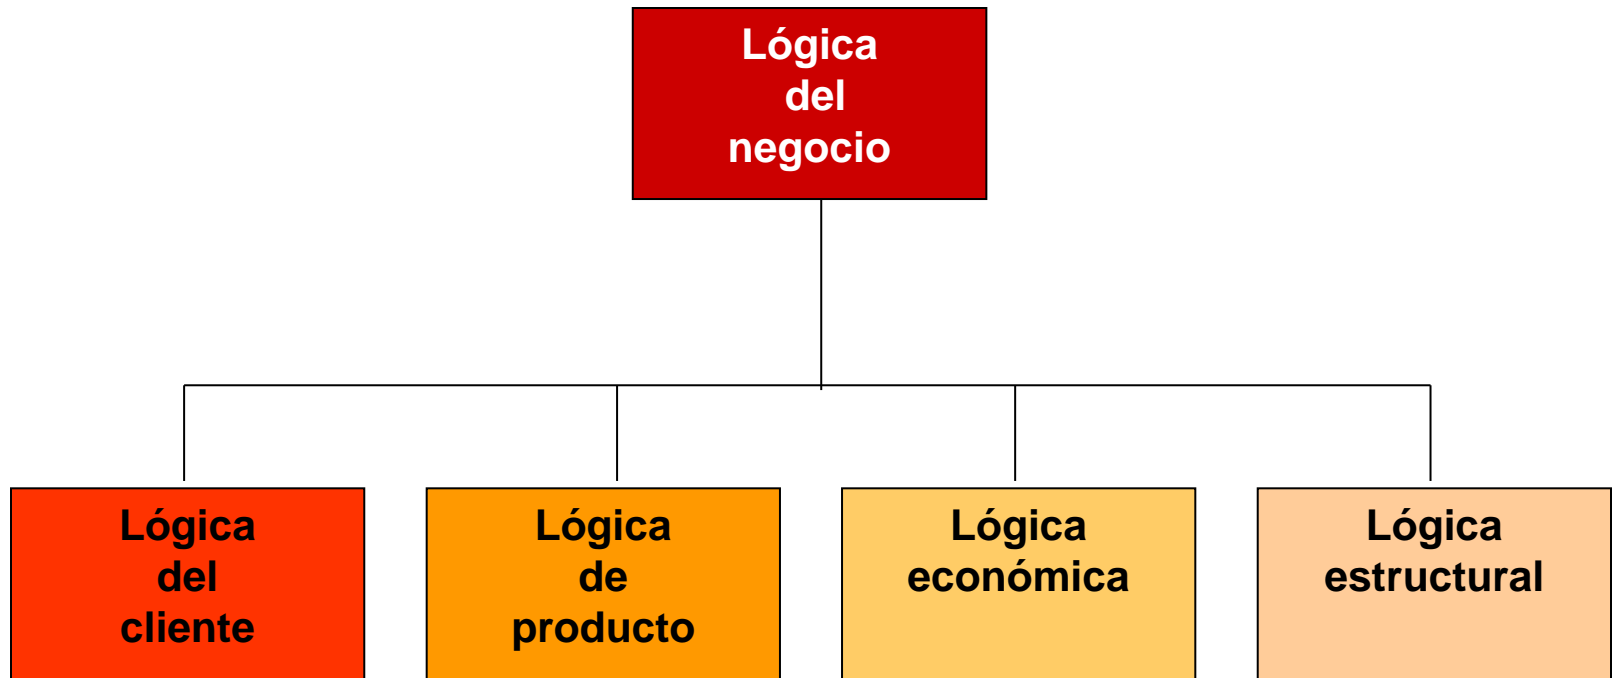 Lógica
del
negocio
Lógica
del
cliente
Lógica
de
producto
Lógica
económica
Lógica
estructural